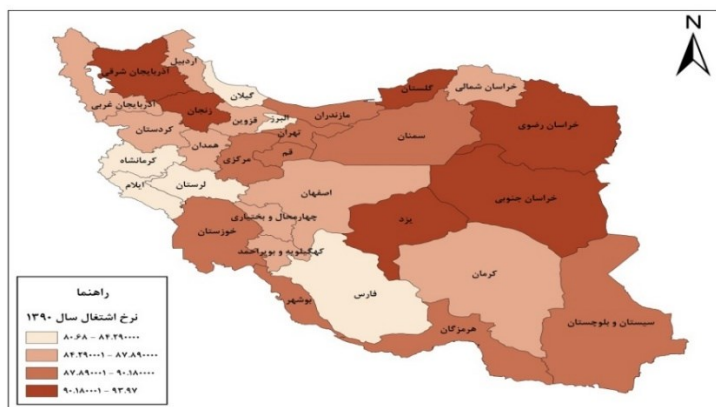 N
اردبیل
آذربایجان شرقی
گیلان
آذربایجان غربی
زنجان
کردستان
قزوین
البرز
مازندران
گلستان
خراسان شمالی
تهران
سمنان
خراسان رضوی
همدان
مرکزی
قم
کرمانشاه
ایلام
لرستان
اصفهان
خراسان جنوبی
چهارمحال و بختیاری
یزد
خوزستان
کهگیلویه و بویراحمد
فارس
کرمان
بوشهر
هرمزگان
سیستان و بلوچستان
راهنما
نرخ اشتغال سال ۱۳۹۰
۸۰.۶۸ – ۸۴.۲۹۰۰۰۰
۸۴.۲۹۰۰۰۱ – ۸۷.۸۹۰۰۰۰
۸۷.۸۹۰۰۰۱ – ۹۰.۱۸۰۰۰۰
۹۰.۱۸۰۰۰۱ – ۹۳.۹۷